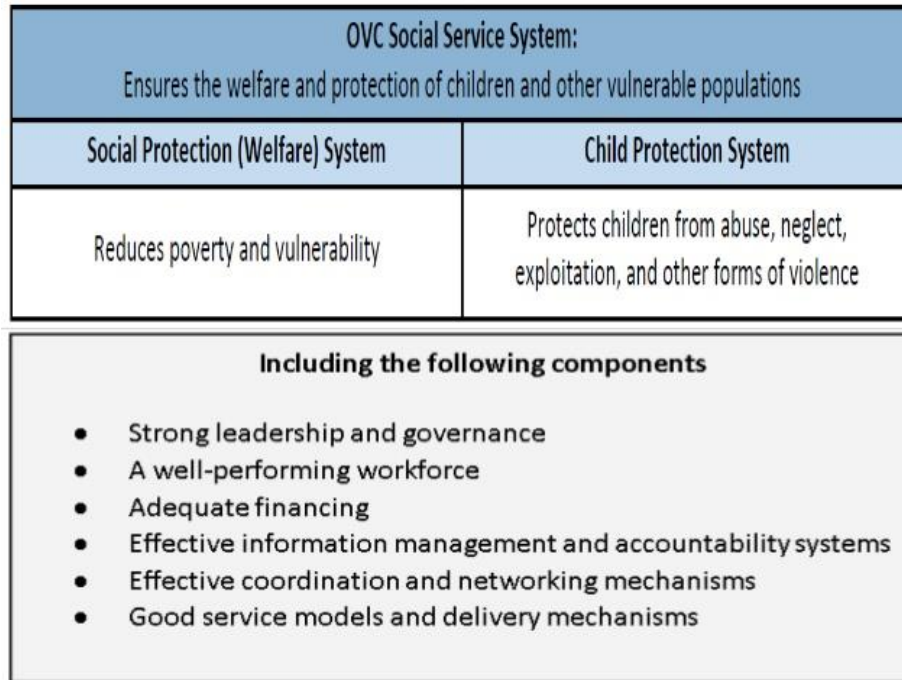 OVC Social Service System:
Ensures the welfare and protection of children and other vulnerable populations
Social Protection (Welfare) System
Child Protection System
Reduces poverty and vulnerability
Protects children from abuse, neglect,
exploitation, and other forms of violence
Including the following components
• Strong leadership and governance
• A well-performing workforce
• Adequate financing
• Effective information management and accountability systems
• Effective coordination and networking mechanisms
• Good service models and delivery mechanisms